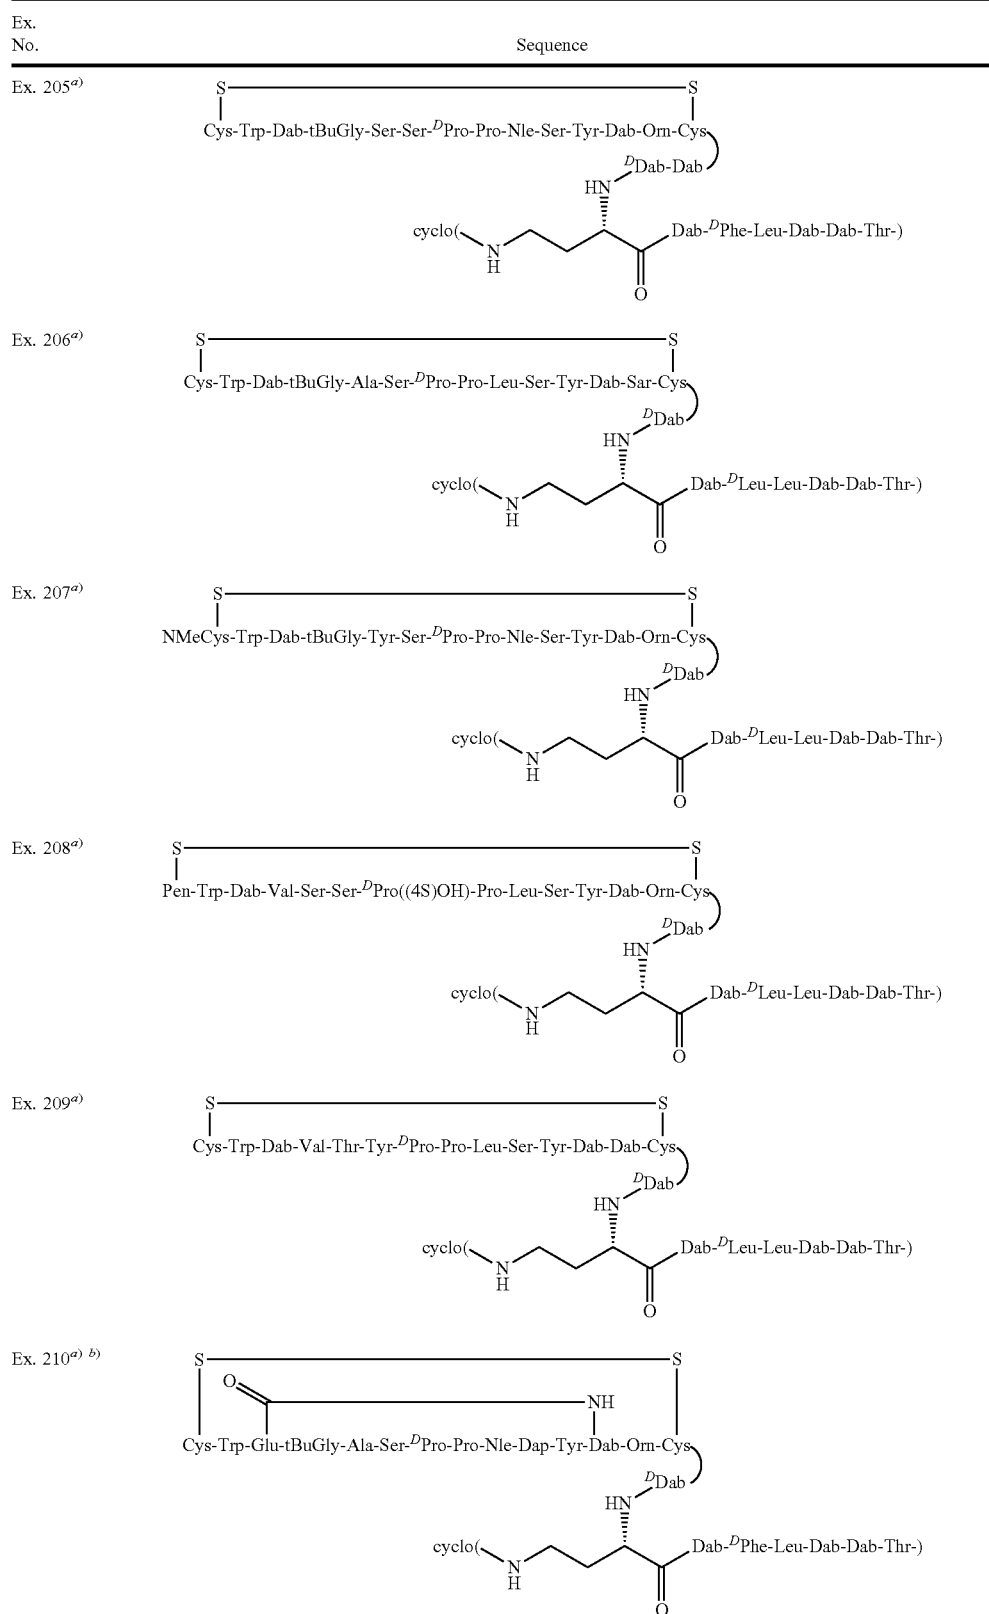 Ex.
No. Sequence
Ex. 205a) S S
Cys-Trp-Dab-tBuGly-Ser-Ser-DPro-Pro-Nle-Ser-Tyr-Dab-Orn-Cys
DDab-Dab
HN
cyclo( Dab-DPhe-Leu-Dab-Dab-Thr-)
N
H
O
Ex. 206a) S S
Cys-Trp-Dab-tBuGly-Ala-Ser-DPro-Pro-Leu-Ser-Tyr-Dab-Sar-Cys
DDab
HN
cyclo( Dab-DLeu-Leu-Dab-Dab-Thr-)
N
H
O
Ex. 207a) S S
NMeCys-Trp-Dab-tBuGly-Tyr-Ser-DPro-Pro-Nle-Ser-Tyr-Dab-Orn-Cys
DDab
HN
cyclo( Dab-DLeu-Leu-Dab-Dab-Thr-)
N
H
O
Ex. 208a) S S
Pen-Trp-Dab-Val-Ser-Ser-DPro((4S)OH)-Pro-Leu-Ser-Tyr-Dab-Orn-Cys
DDab
HN
cyclo( Dab-DLeu-Leu-Dab-Dab-Thr-)
N
H
O
Ex. 209a) S S
Cys-Trp-Dab-Val-Thr-Tyr-DPro-Pro-Leu-Ser-Tyr-Dab-Dab-Cys
DDab
HN
cyclo( Dab-DLeu-Leu-Dab-Dab-Thr-)
N
H
O
Ex. 210a) b) S S
O NH
Cys-Trp-Glu-tBuGly-Ala-Ser-DPro-Pro-Nle-Dap-Tyr-Dab-Orn-Cys
DDab
HN
cyclo( Dab-DPhe-Leu-Dab-Dab-Thr-)
N
H
O